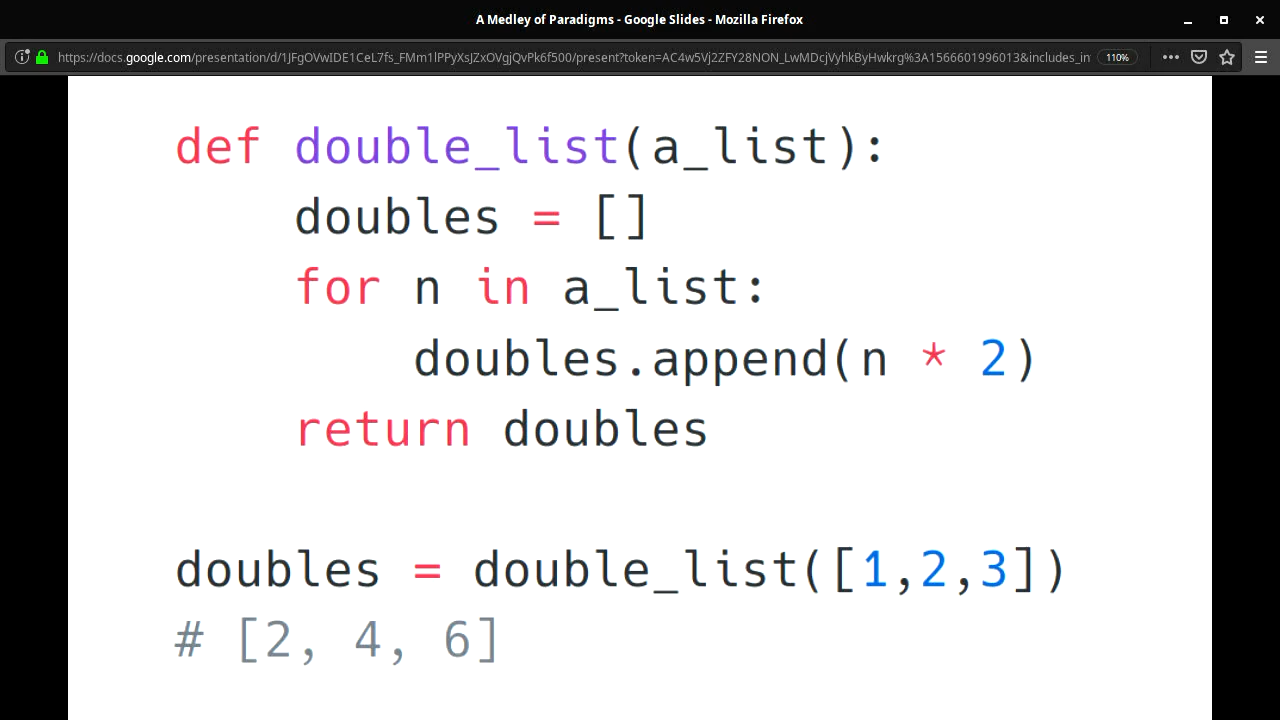 A Medley of Paradigms - Google Slides - Mozilla Firefox
https://docs.google.com/presentation/d/1JFgOVwIDE1CeL7fs_FMm1lPPyXsJZxOVgjQvPk6f500/present?token=AC4w5Vj2ZFY28NON_LwMDcjVyhkByHwkrg%3A1566601996013&includes_in
110%
def double_list(a_list):
    doubles = []
    for n in a_list:
        doubles.append(n * 2)
    return doubles
doubles = double_list([1,2,3])
# [2, 4, 6]